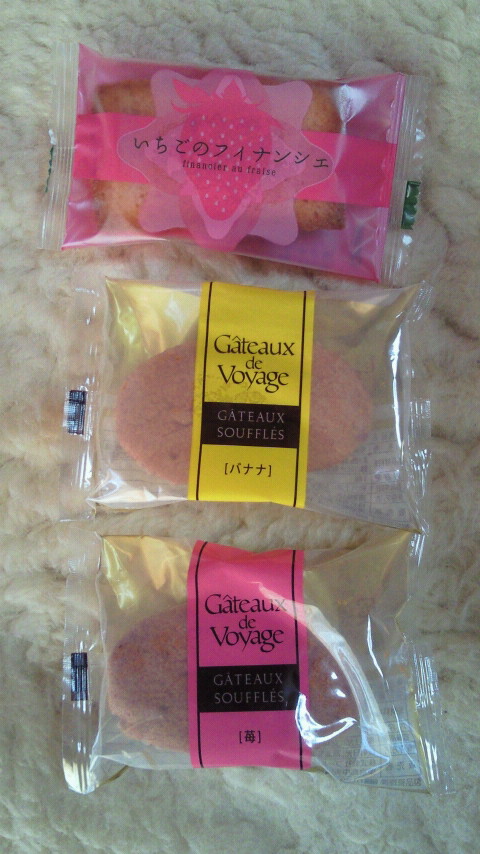 いちごのフィナンシェ
financier au fraise
Gâteaux
de
Voyage
GÂTEAUX
SOUFFLÉS
[バナナ]
Gâteaux
de
Voyage
GÂTEAUX
SOUFFLÉS
[苺]